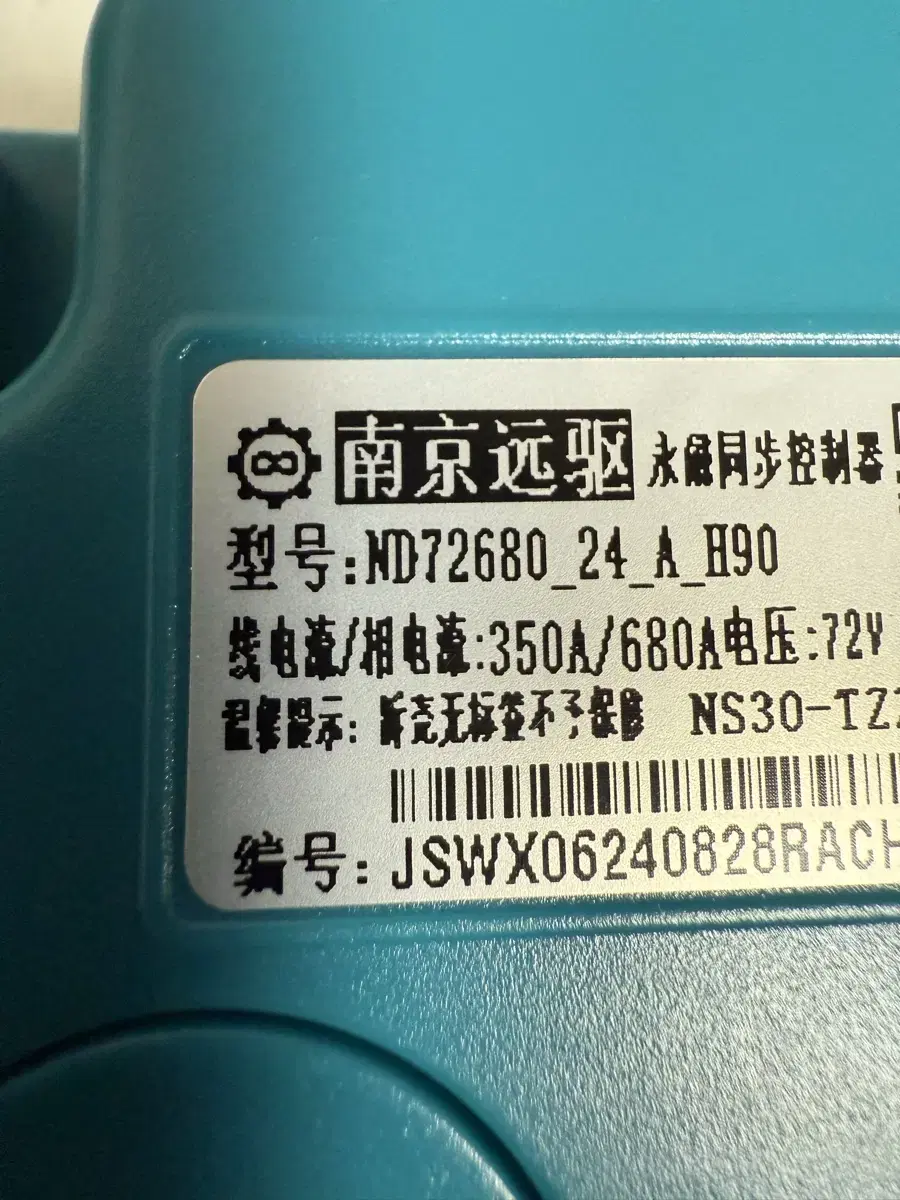 南京远驱 永磁同步控制器
型号:ND72680_24_A_H90
线电流/相电流:350A/680A电压:72V
温馨提示: 拆壳无标签不予保修 NS30-TZ
编号: JSWX06240828RACH